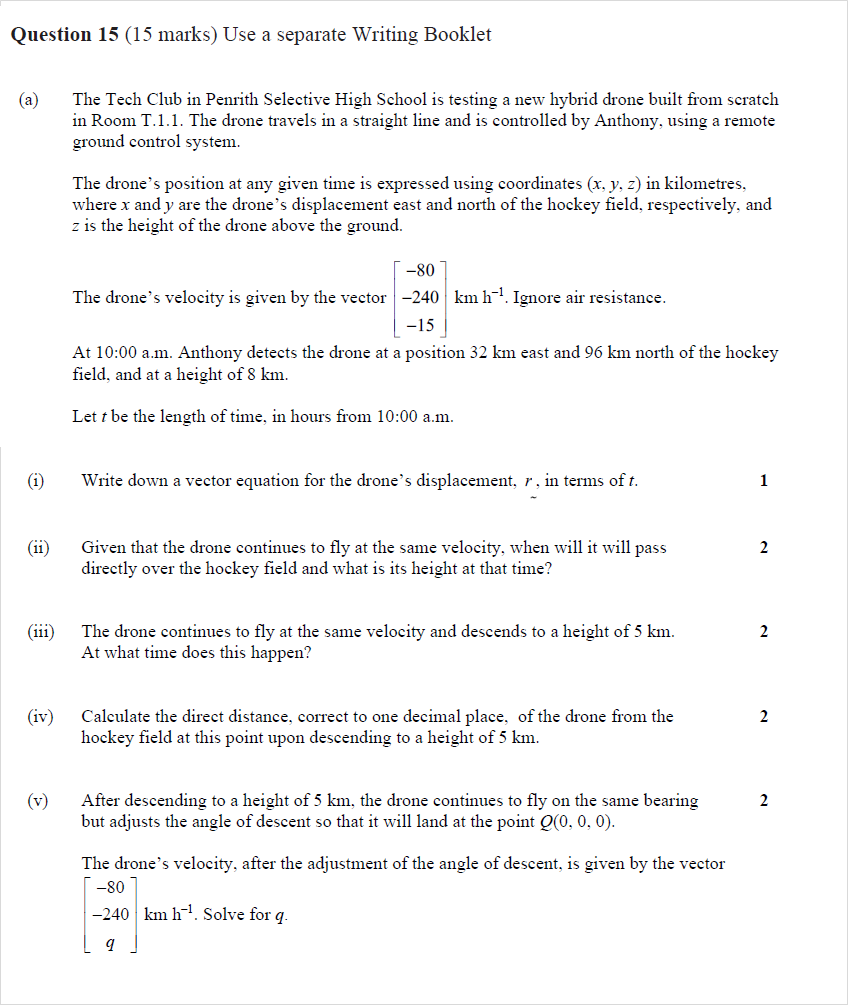 Question 15 (15 marks) Use a separate Writing Booklet
(a) The Tech Club in Penrith Selective High School is testing a new hybrid drone built from scratch
in Room T.1.1. The drone travels in a straight line and is controlled by Anthony, using a remote
ground control system.
The drone's position at any given time is expressed using coordinates (x, y, z) in kilometres,
where x and y are the drone's displacement east and north of the hockey field, respectively, and
z is the height of the drone above the ground.
−80
The drone's velocity is given by the vector −240 km h⁻¹. Ignore air resistance.
−15
At 10:00 a.m. Anthony detects the drone at a position 32 km east and 96 km north of the hockey
field, and at a height of 8 km.
Let t be the length of time, in hours from 10:00 a.m.
(i) Write down a vector equation for the drone's displacement, r̰, in terms of t. 1
(ii) Given that the drone continues to fly at the same velocity, when will it will pass 2
directly over the hockey field and what is its height at that time?
(iii) The drone continues to fly at the same velocity and descends to a height of 5 km. 2
At what time does this happen?
(iv) Calculate the direct distance, correct to one decimal place, of the drone from the 2
hockey field at this point upon descending to a height of 5 km.
(v) After descending to a height of 5 km, the drone continues to fly on the same bearing 2
but adjusts the angle of descent so that it will land at the point Q(0, 0, 0).
The drone's velocity, after the adjustment of the angle of descent, is given by the vector
−80
−240 km h⁻¹. Solve for q.
q